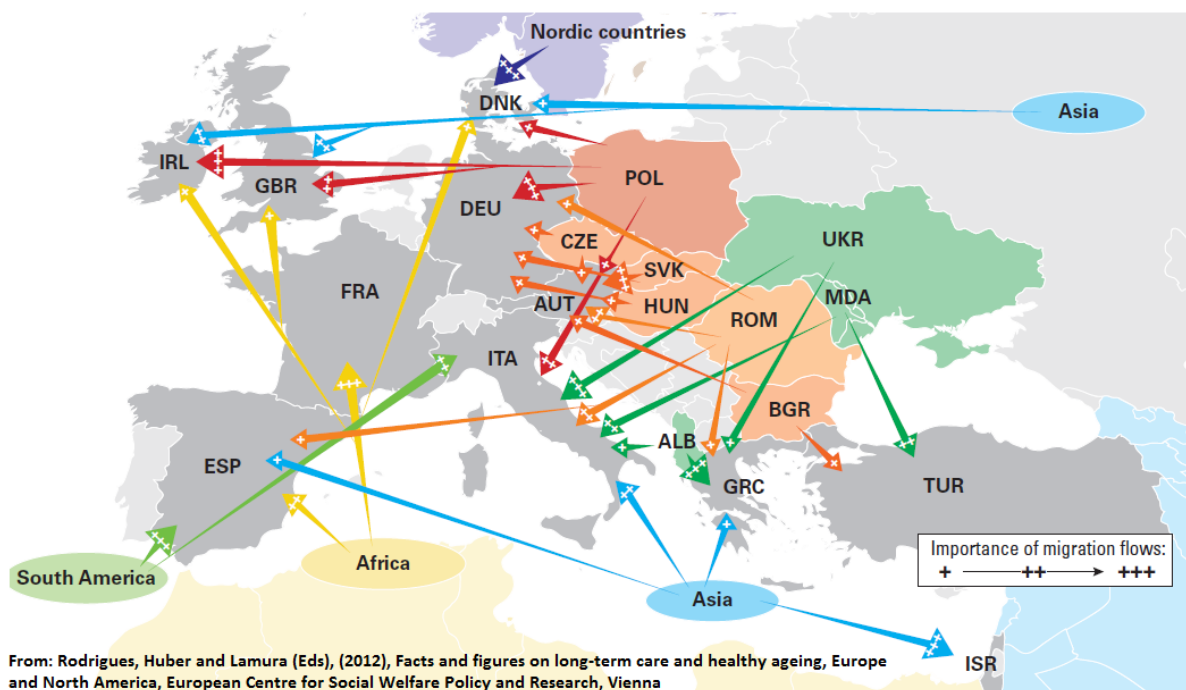 Nordic countries
DNK
Asia
IRL
GBR
POL
DEU
UKR
CZE
SVK
MDA
FRA
AUT
HUN
ROM
ITA
BGR
ALB
ESP
GRC
TUR
Importance of migration flows:
+ ++ +++
Africa
South America
Asia
ISR
From: Rodrigues, Huber and Lamura (Eds), (2012), Facts and figures on long-term care and healthy ageing, Europe
and North America, European Centre for Social Welfare Policy and Research, Vienna